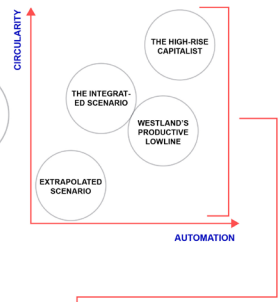 CIRCULARITY
THE HIGH-RISE
CAPITALIST
THE INTEGRAT-
ED SCENARIO
WESTLAND'S
PRODUCTIVE
LOWLINE
EXTRAPOLATED
SCENARIO
AUTOMATION